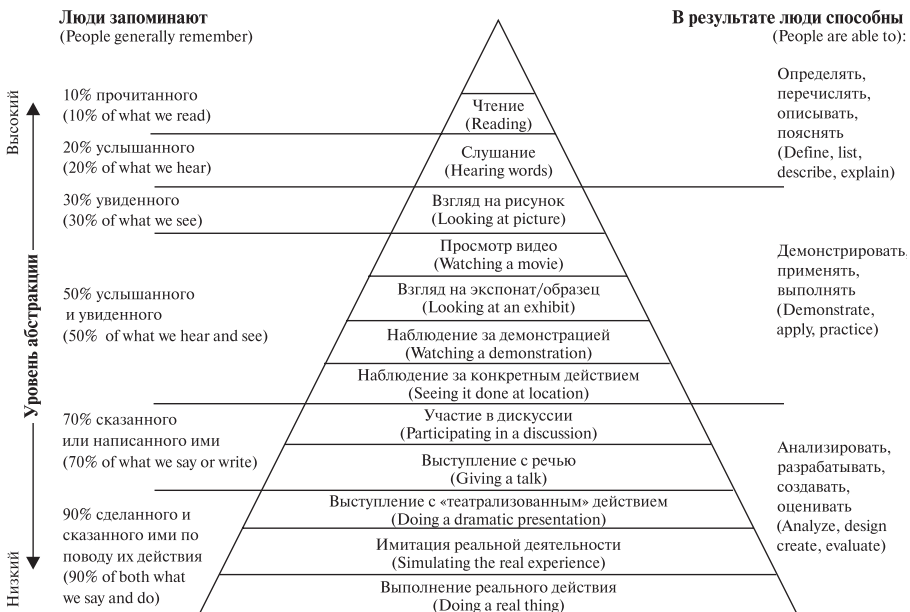 Люди запоминают
(People generally remember)
В результате люди способны
(People are able to):
Высокий
Уровень абстракции
Низкий
10% прочитанного
(10% of what we read)
20% услышанного
(20% of what we hear)
30% увиденного
(30% of what we see)
50% услышанного
и увиденного
(50% of what we hear and see)
70% сказанного
или написанного ими
(70% of what we say or write)
90% сделанного и
сказанного ими по
поводу их действия
(90% of both what
we say and do)
Чтение
(Reading)
Слушание
(Hearing words)
Взгляд на рисунок
(Looking at picture)
Просмотр видео
(Watching a movie)
Взгляд на экспонат/образец
(Looking at an exhibit)
Наблюдение за демонстрацией
(Watching a demonstration)
Наблюдение за конкретным действием
(Seeing it done at location)
Участие в дискуссии
(Participating in a discussion)
Выступление с речью
(Giving a talk)
Выступление с «театрализованным» действием
(Doing a dramatic presentation)
Имитация реальной деятельности
(Simulating the real experience)
Выполнение реального действия
(Doing a real thing)
Определять,
перечислять,
описывать,
пояснять
(Define, list,
describe, explain)
Демонстрировать,
применять,
выполнять
(Demonstrate,
apply, practice)
Анализировать,
разрабатывать,
создавать,
оценивать
(Analyze, design
create, evaluate)